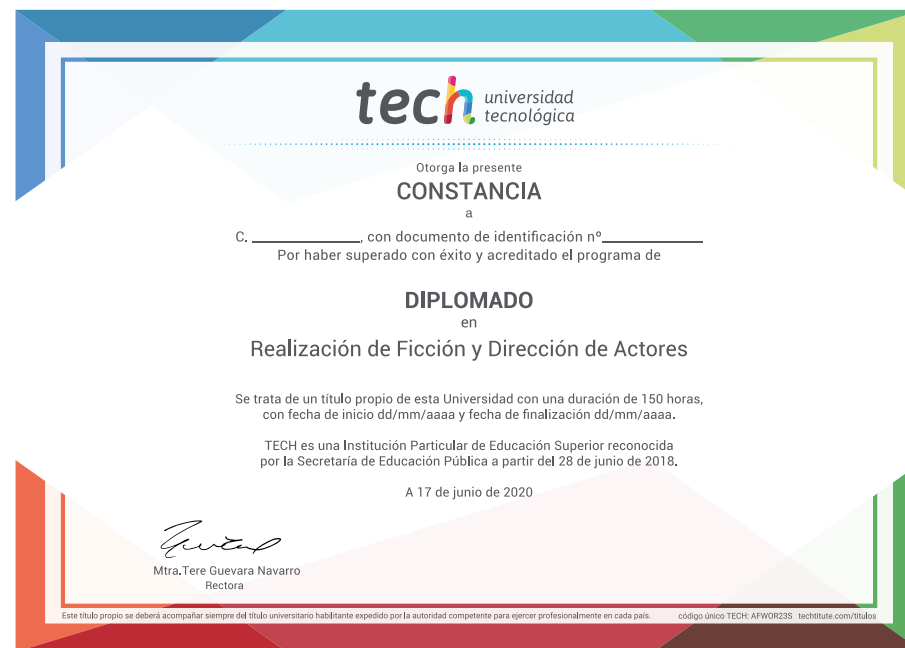 tech universidad
tecnológica
Otorga la presente
CONSTANCIA
a
C. ______________, con documento de identificación nº_____________
Por haber superado con éxito y acreditado el programa de
DIPLOMADO
en
Realización de Ficción y Dirección de Actores
Se trata de un título propio de esta Universidad con una duración de 150 horas,
con fecha de inicio dd/mm/aaaa y fecha de finalización dd/mm/aaaa.
TECH es una Institución Particular de Educación Superior reconocida
por la Secretaría de Educación Pública a partir del 28 de junio de 2018.
A 17 de junio de 2020
Mtra.Tere Guevara Navarro
Rectora
Este título propio se deberá acompañar siempre del título universitario habilitante expedido por la autoridad competente para ejercer profesionalmente en cada país. código único TECH: AFWOR23S techtitute.com/titulos